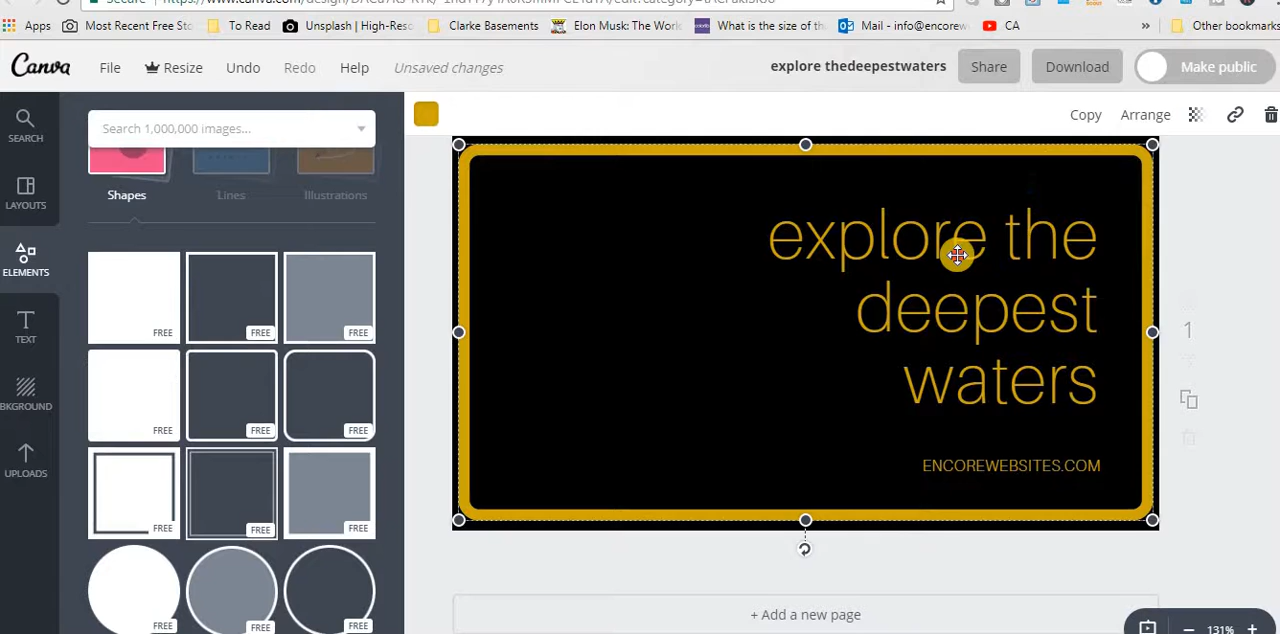 Apps Most Recent Free Sto To Read Unsplash | High-Reso Clarke Basements Elon Musk: The Work What is the size of th Mail - info@encorew CA » Other bookmarks
Canva File Resize Undo Redo Help Unsaved changes explore thedeepestwaters Share Download Make public
Search 1,000,000 images...
Copy Arrange
SEARCH
LAYOUTS
ELEMENTS
TEXT
BKGROUND
UPLOADS
Shapes Lines Illustrations
FREE FREE FREE
FREE FREE FREE
FREE FREE FREE
FREE FREE FREE
explore the
deepest
waters
ENCOREWEBSITES.COM
1
+ Add a new page
131%